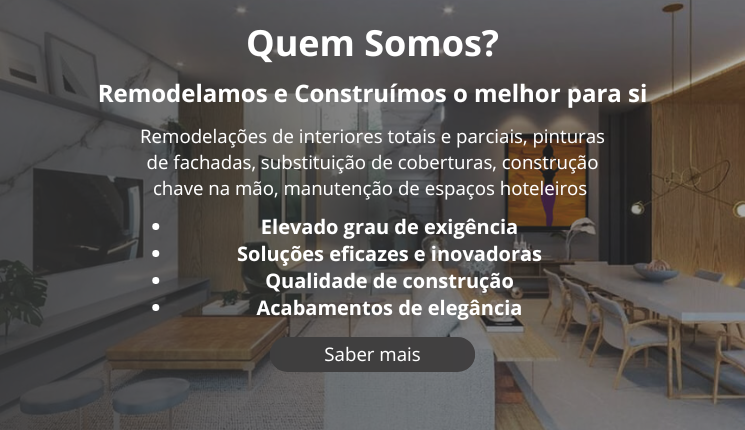 Quem Somos?
Remodelamos e Construímos o melhor para si
Remodelações de interiores totais e parciais, pinturas
de fachadas, substituição de coberturas, construção
chave na mão, manutenção de espaços hoteleiros
• Elevado grau de exigência
• Soluções eficazes e inovadoras
• Qualidade de construção
• Acabamentos de elegância
Saber mais